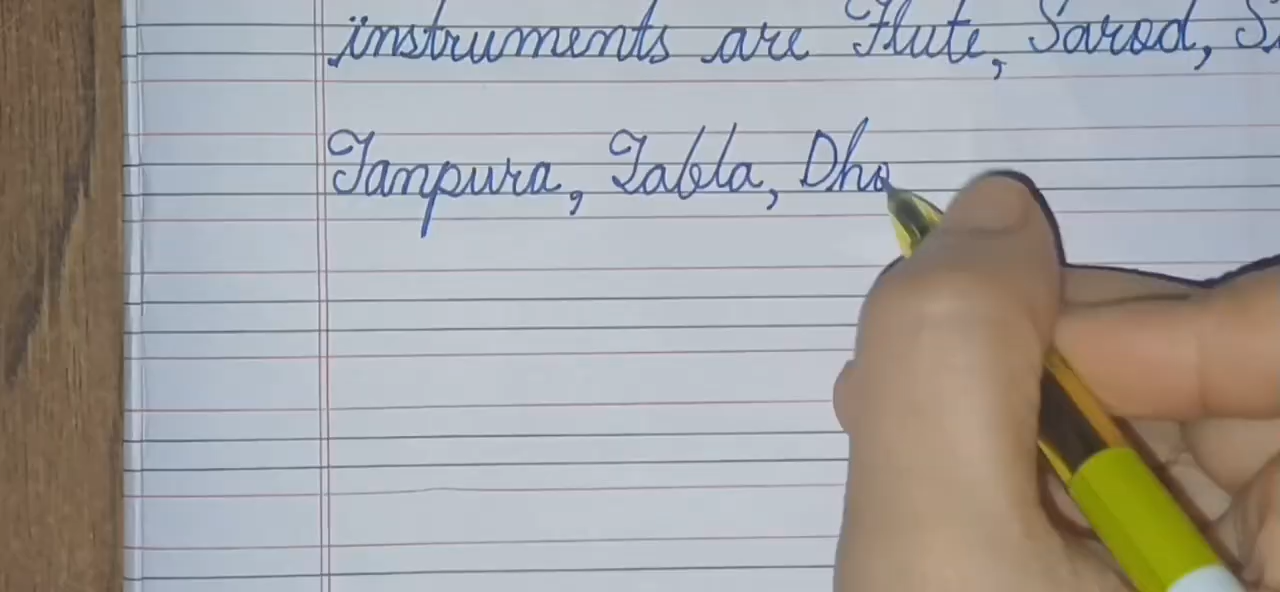 instruments are Flute, Sarod, S
Tanpura, Tabla, Dho